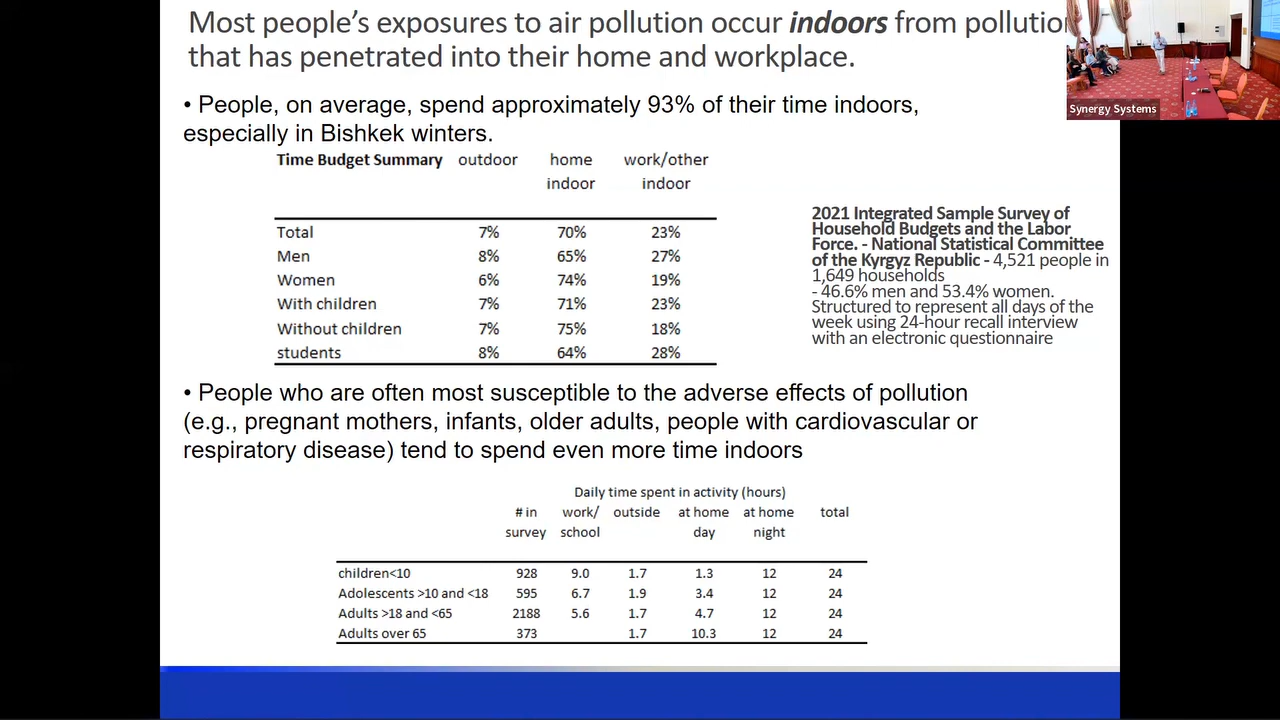 Most people’s exposures to air pollution occur indoors from pollution
that has penetrated into their home and workplace.
Synergy Systems
• People, on average, spend approximately 93% of their time indoors,
especially in Bishkek winters.
Time Budget Summary outdoor home work/other
indoor indoor
Total 7% 70% 23%
Men 8% 65% 27%
Women 6% 74% 19%
With children 7% 71% 23%
Without children 7% 75% 18%
students 8% 64% 28%
2021 Integrated Sample Survey of
Household Budgets and the Labor
Force. - National Statistical Committee
of the Kyrgyz Republic - 4,521 people in
1,649 households
- 46.6% men and 53.4% women.
Structured to represent all days of the
week using 24-hour recall interview
with an electronic questionnaire
• People who are often most susceptible to the adverse effects of pollution
(e.g., pregnant mothers, infants, older adults, people with cardiovascular or
respiratory disease) tend to spend even more time indoors
Daily time spent in activity (hours)
# in work/ outside at home at home total
survey school day night
children<10 928 9.0 1.7 1.3 12 24
Adolescents >10 and <18 595 6.7 1.9 3.4 12 24
Adults >18 and <65 2188 5.6 1.7 4.7 12 24
Adults over 65 373 1.7 10.3 12 24